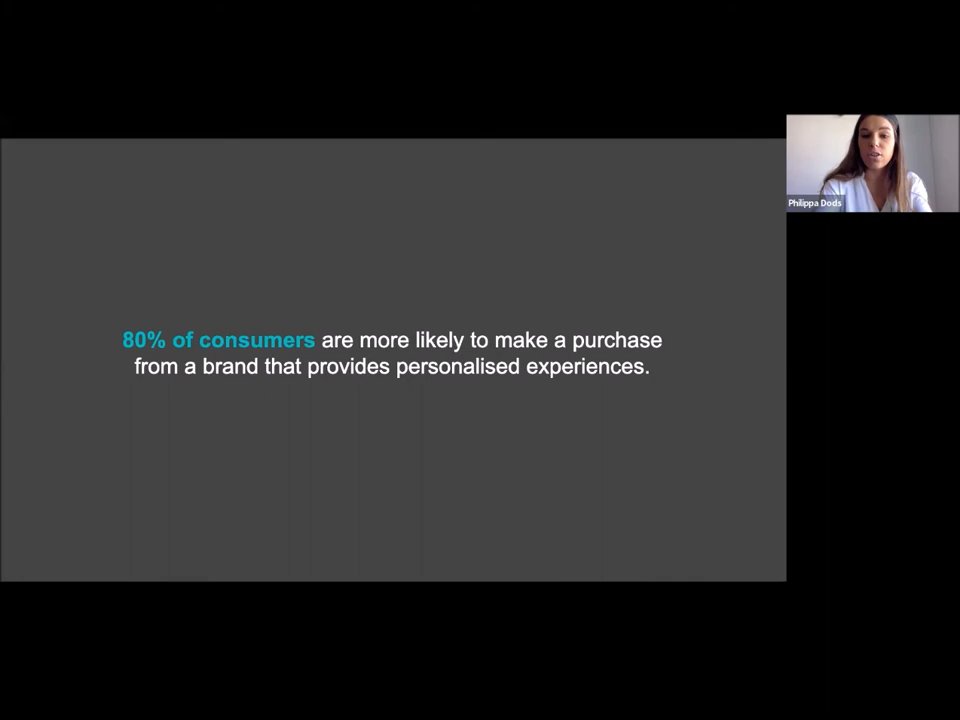 Philippa Dods
80% of consumers are more likely to make a purchase
from a brand that provides personalised experiences.